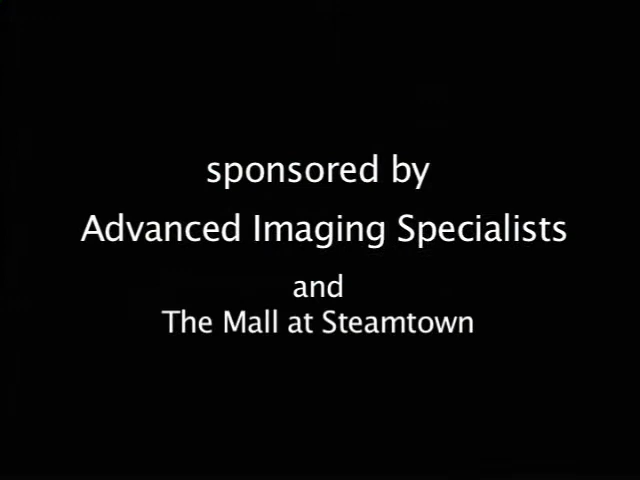 sponsored by
Advanced Imaging Specialists
and
The Mall at Steamtown